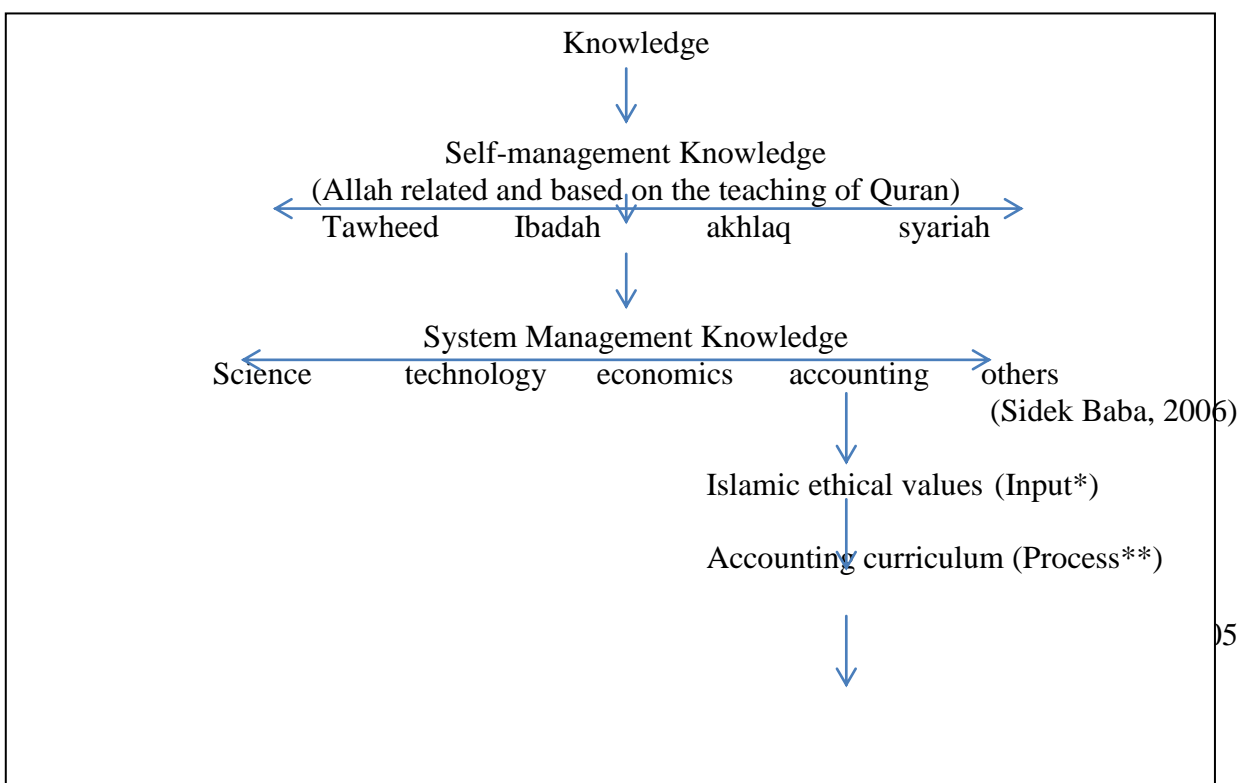 Knowledge
Self-management Knowledge
(Allah related and based on the teaching of Quran)
Tawheed Ibadah akhlaq syariah
System Management Knowledge
Science technology economics accounting others
(Sidek Baba, 2006)
Islamic ethical values (Input*)
Accounting curriculum (Process**)
05